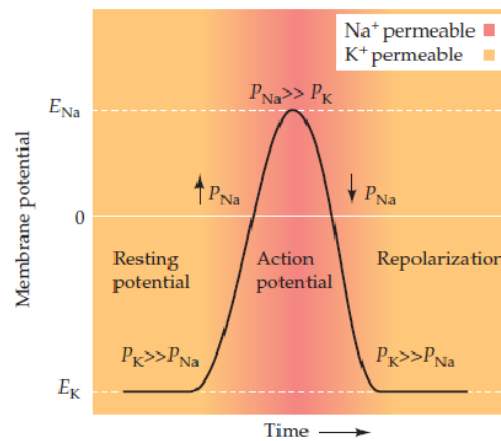 Na⁺ permeable
K⁺ permeable
P_Na>> P_K
E_Na
↑ P_Na
↓ P_Na
0
Membrane potential
Resting
potential
Action
potential
Repolarization
P_K>>P_Na
P_K>>P_Na
E_K
Time →